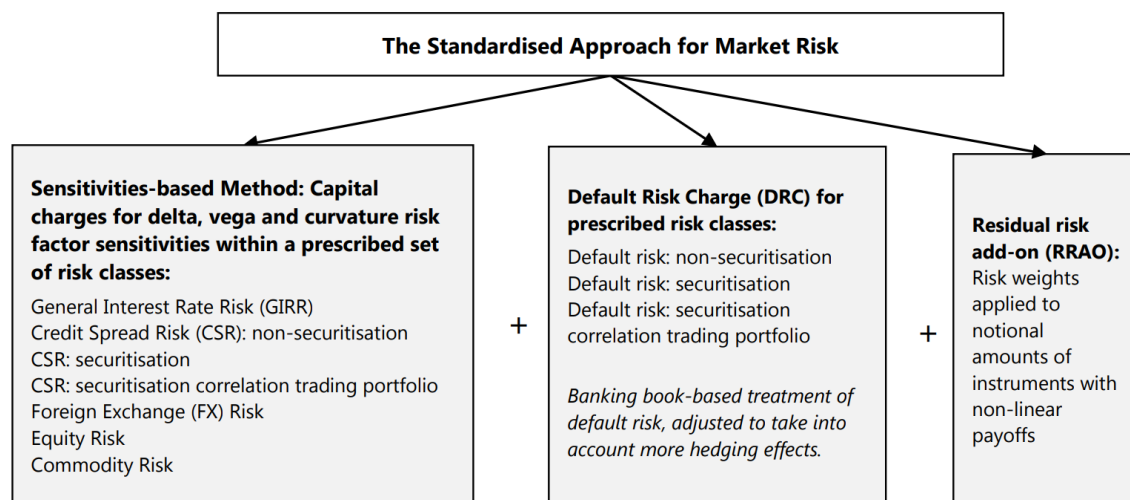 The Standardised Approach for Market Risk
Sensitivities-based Method: Capital
charges for delta, vega and curvature risk
factor sensitivities within a prescribed set
of risk classes:
General Interest Rate Risk (GIRR)
Credit Spread Risk (CSR): non-securitisation
CSR: securitisation
CSR: securitisation correlation trading portfolio
Foreign Exchange (FX) Risk
Equity Risk
Commodity Risk
+
Default Risk Charge (DRC) for
prescribed risk classes:
Default risk: non-securitisation
Default risk: securitisation
Default risk: securitisation
correlation trading portfolio
Banking book-based treatment of
default risk, adjusted to take into
account more hedging effects.
+
Residual risk
add-on (RRAO):
Risk weights
applied to
notional
amounts of
instruments with
non-linear
payoffs